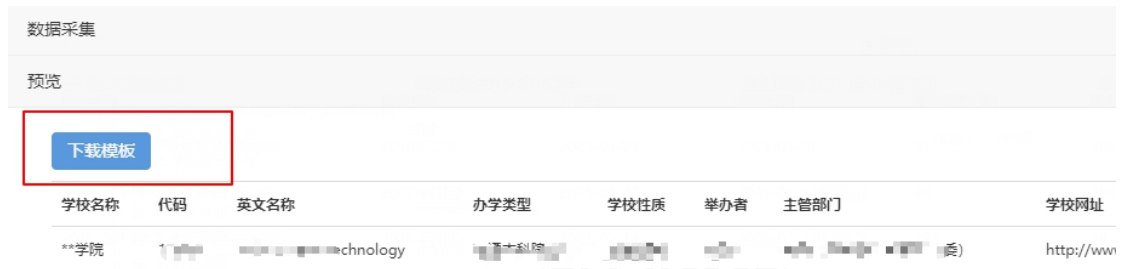 数据采集
预览
下载模板
学校名称 代码 英文名称 办学类型 学校性质 举办者 主管部门 学校网址
**学院 echnology 委) http://www